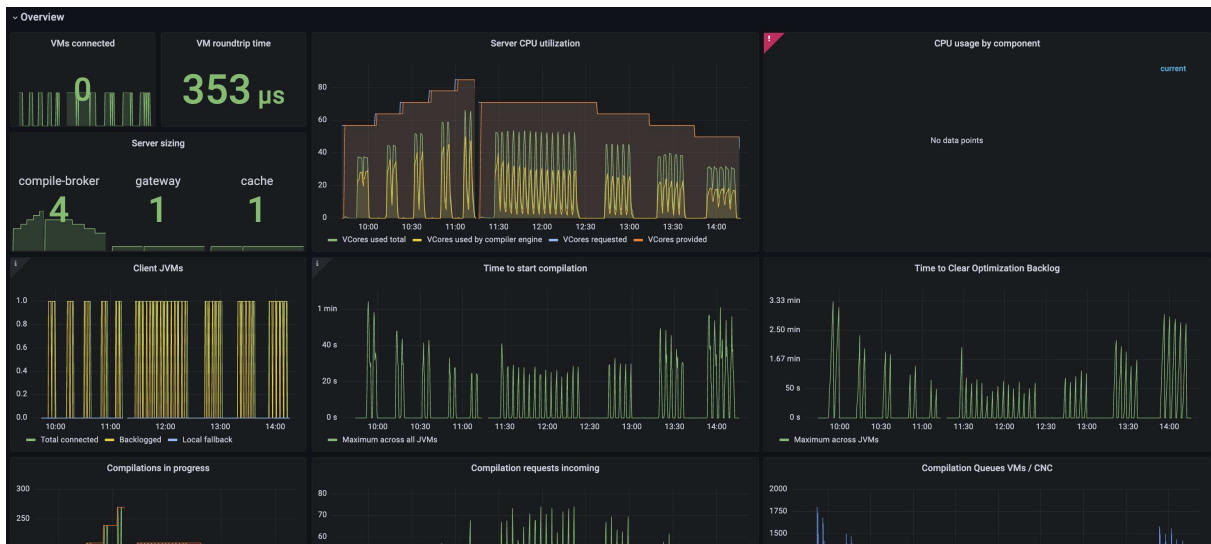 Overview
VMs connected
0
VM roundtrip time
353 µs
Server sizing
compile-broker gateway cache
4 1 1
Server CPU utilization
80
60
40
20
0
10:00 10:30 11:00 11:30 12:00 12:30 13:00 13:30 14:00
VCores used total VCores used by compiler engine VCores requested VCores provided
!
CPU usage by component
current
No data points
i
Client JVMs
1.0
0.8
0.6
0.4
0.2
0.0
10:00 11:00 12:00 13:00 14:00
Total connected Backlogged Local fallback
i
Time to start compilation
1 min
40 s
20 s
0 s
10:00 10:30 11:00 11:30 12:00 12:30 13:00 13:30 14:00
Maximum across all JVMs
Time to Clear Optimization Backlog
3.33 min
2.50 min
1.67 min
50 s
0 s
10:00 10:30 11:00 11:30 12:00 12:30 13:00 13:30 14:00
Maximum across JVMs
Compilations in progress
300
250
Compilation requests incoming
80
60
Compilation Queues VMs / CNC
2000
1750
1500